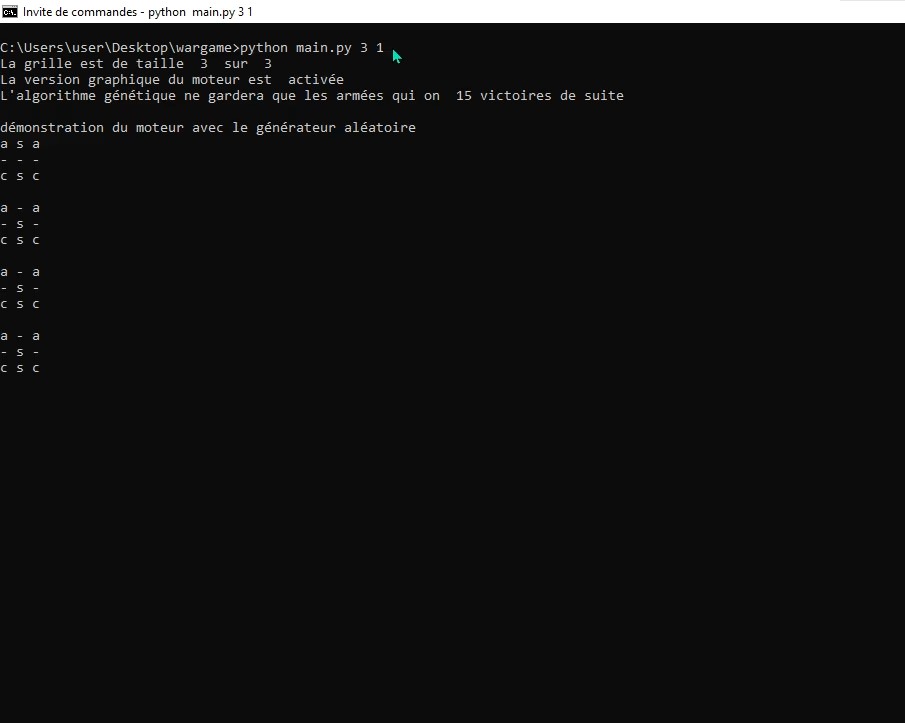 Invite de commandes - python  main.py 3 1
C:\Users\user\Desktop\wargame>python main.py 3 1
La grille est de taille  3  sur  3
La version graphique du moteur est  activée
L'algorithme génétique ne gardera que les armées qui on  15 victoires de suite
démonstration du moteur avec le générateur aléatoire
a s a
- - -
c s c
a - a
- s -
c s c
a - a
- s -
c s c
a - a
- s -
c s c